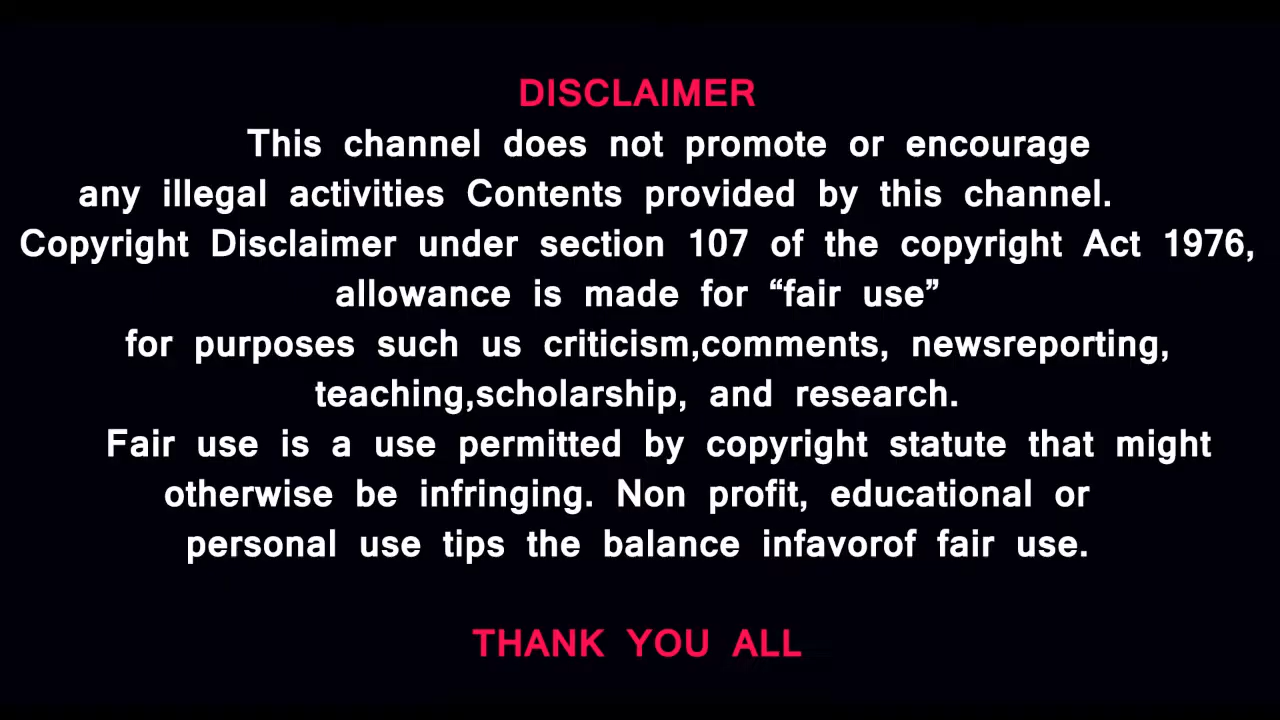 DISCLAIMER
This channel does not promote or encourage
any illegal activities Contents provided by this channel.
Copyright Disclaimer under section 107 of the copyright Act 1976,
allowance is made for “fair use”
for purposes such us criticism,comments, newsreporting,
teaching,scholarship, and research.
Fair use is a use permitted by copyright statute that might
otherwise be infringing. Non profit, educational or
personal use tips the balance infavorof fair use.
THANK YOU ALL